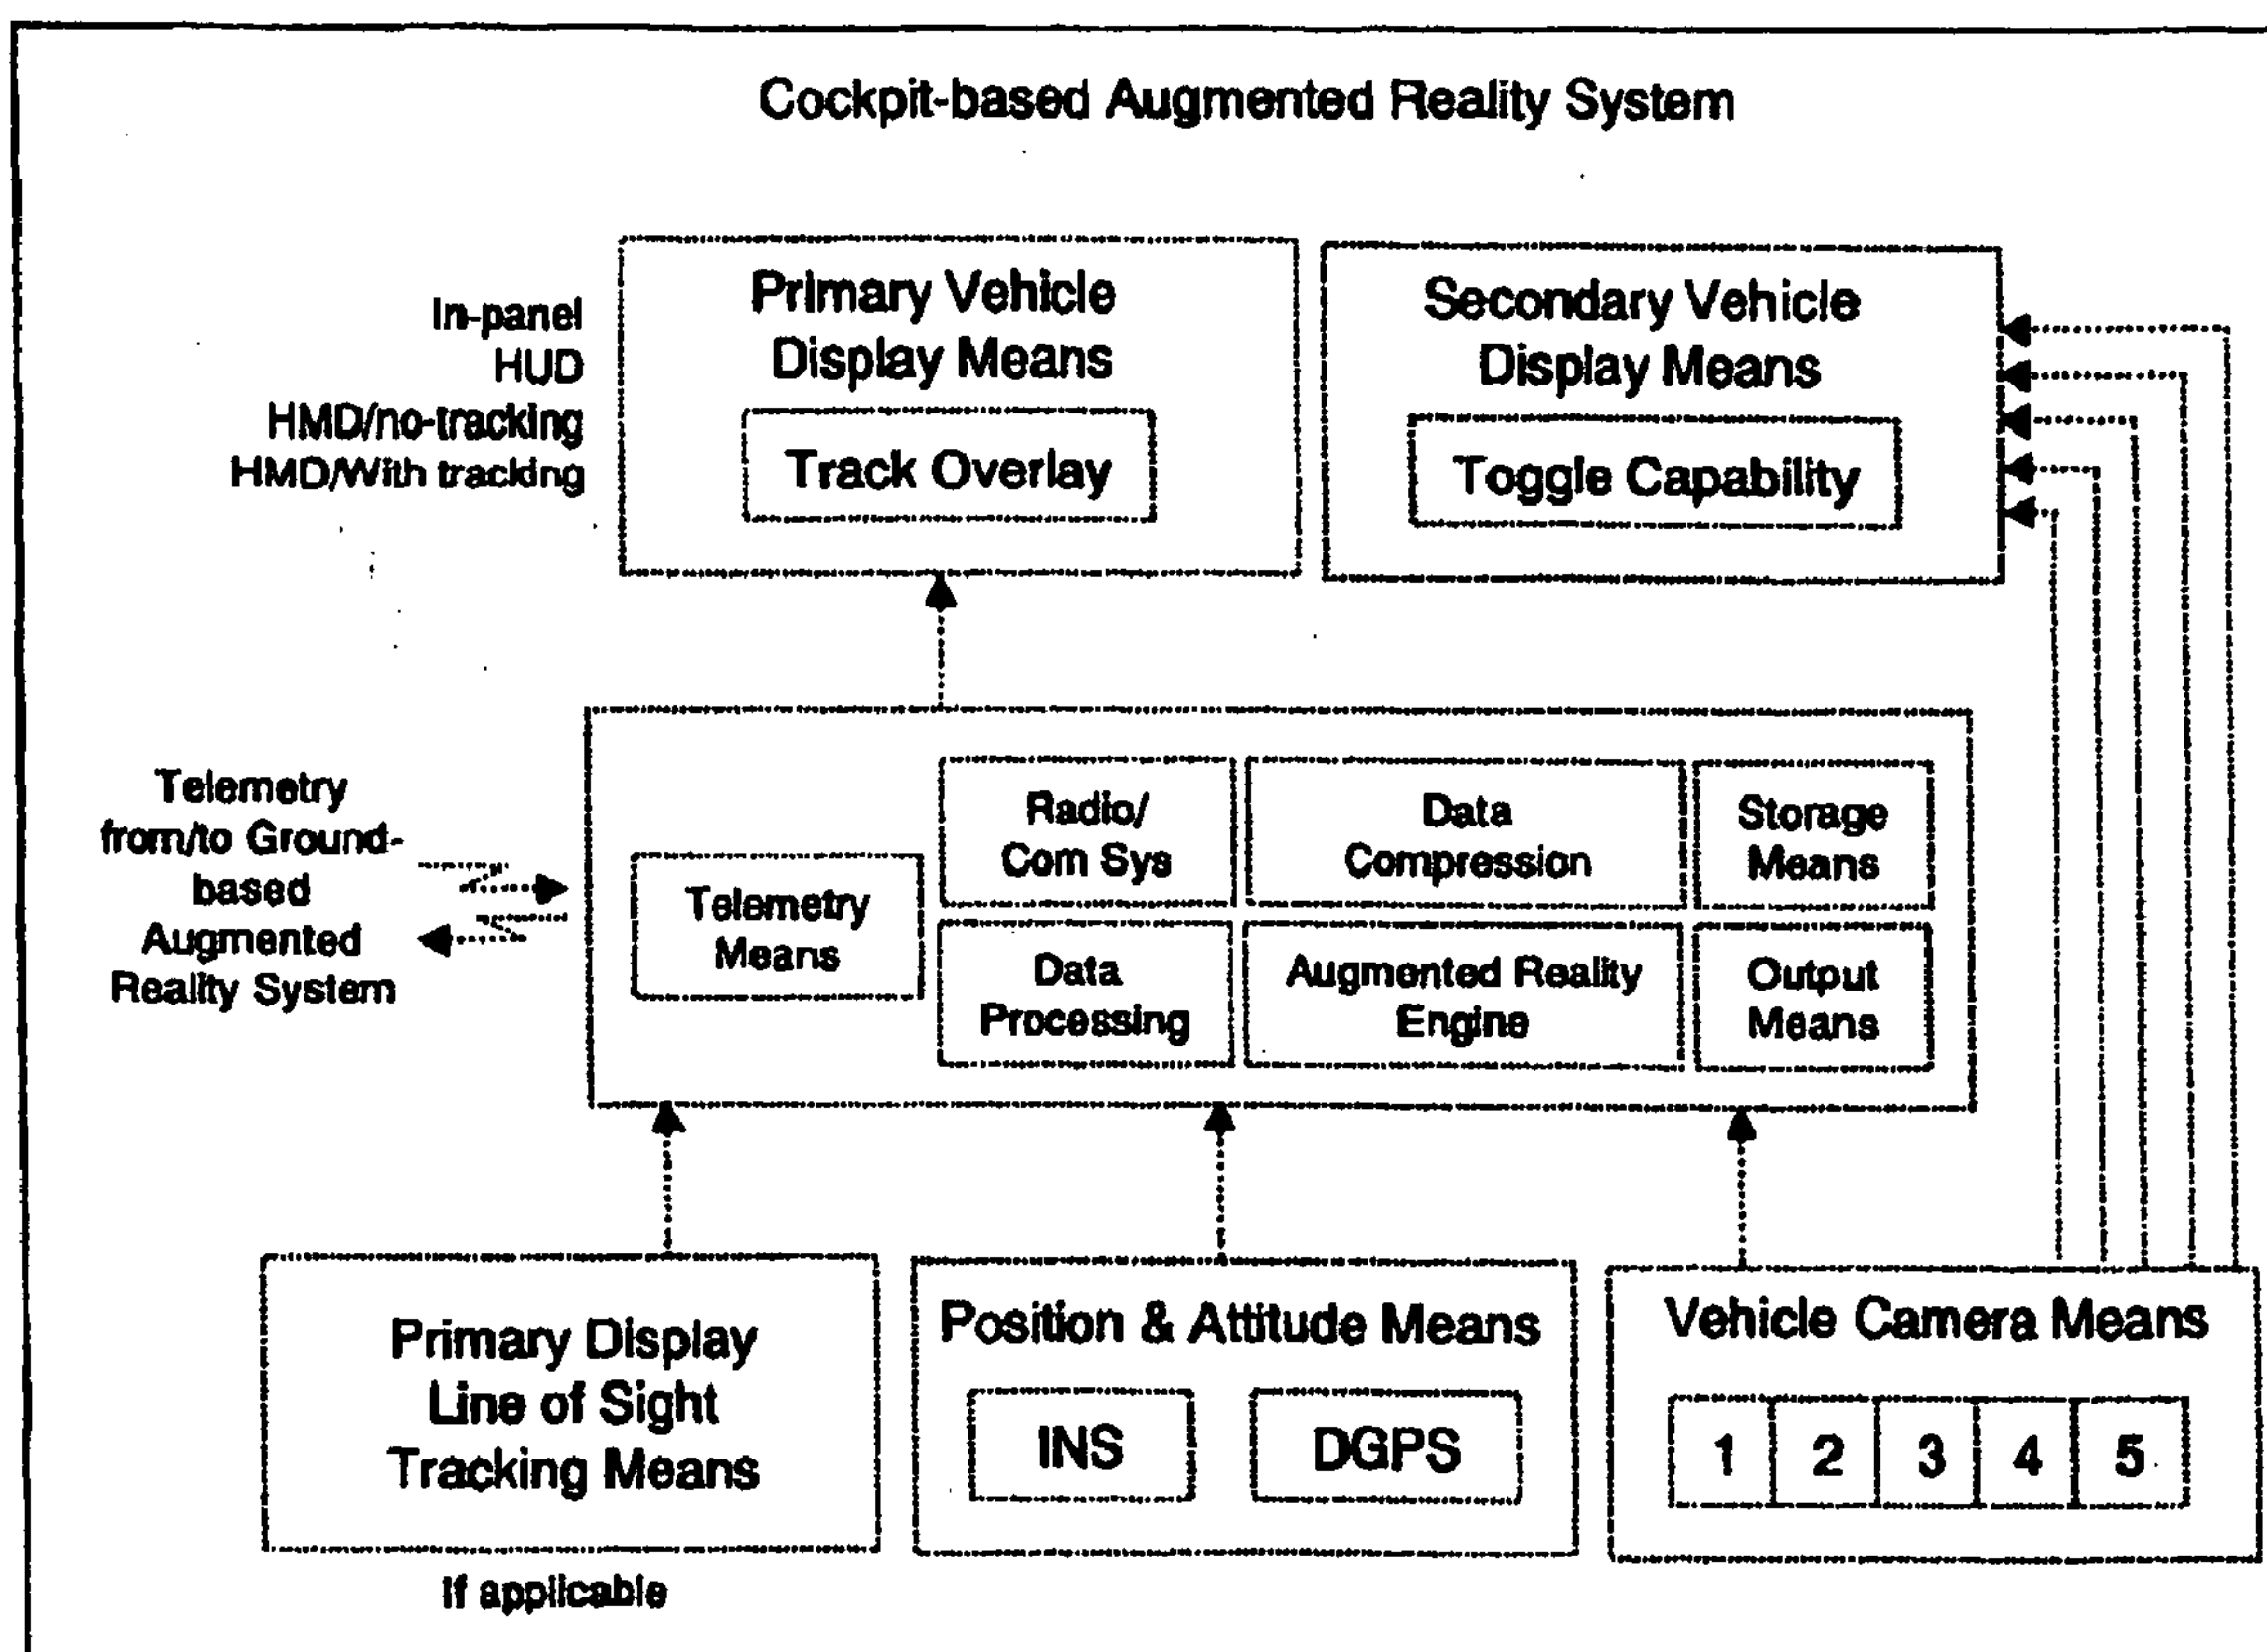 Cockpit-based Augmented Reality System
In-panel
HUD
HMD/no-tracking
HMD/With tracking
Primary Vehicle
Display Means
Track Overlay
Secondary Vehicle
Display Means
Toggle Capability
Telemetry
from/to Ground-
based
Augmented
Reality System
Telemetry
Means
Radio/
Com Sys
Data
Compression
Storage
Means
Data
Processing
Augmented Reality
Engine
Output
Means
Primary Display
Line of Sight
Tracking Means
If applicable
Position & Attitude Means
INS
DGPS
Vehicle Camera Means
1 2 3 4 5